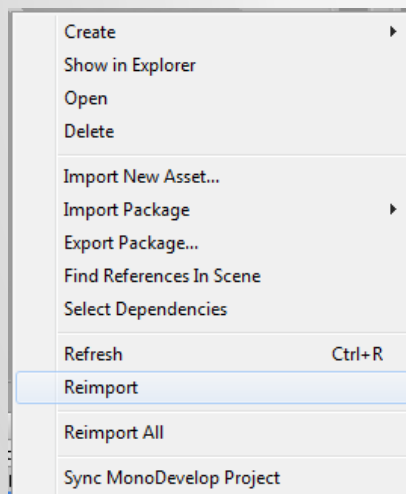 Create
Show in Explorer
Open
Delete
Import New Asset...
Import Package
Export Package...
Find References In Scene
Select Dependencies
Refresh Ctrl+R
Reimport
Reimport All
Sync MonoDevelop Project